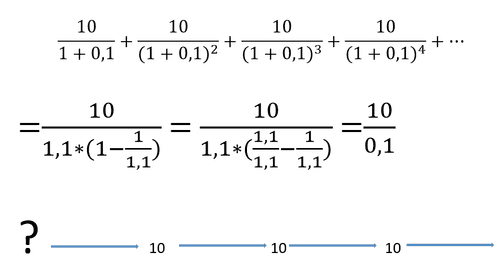 10/(1 + 0,1) + 10/(1 + 0,1)² + 10/(1 + 0,1)³ + 10/(1 + 0,1)⁴ + ⋯
= 10/(1,1∗(1−1/1,1)) = 10/(1,1∗(1,1/1,1−1/1,1)) = 10/0,1
? 10 10 10